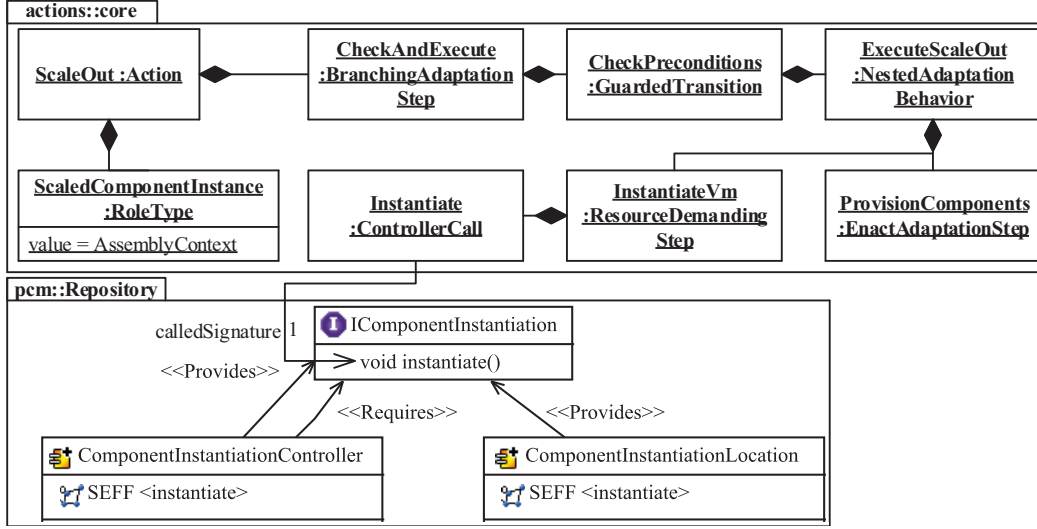 actions::core
ScaleOut :Action
CheckAndExecute
:BranchingAdaptation
Step
CheckPreconditions
:GuardedTransition
ExecuteScaleOut
:NestedAdaptation
Behavior
ScaledComponentInstance
:RoleType
value = AssemblyContext
Instantiate
:ControllerCall
InstantiateVm
:ResourceDemanding
Step
ProvisionComponents
:EnactAdaptationStep
pcm::Repository
calledSignature 1
I IComponentInstantiation
void instantiate()
<<Provides>>
<<Requires>>
<<Provides>>
ComponentInstantiationController
SEFF <instantiate>
ComponentInstantiationLocation
SEFF <instantiate>